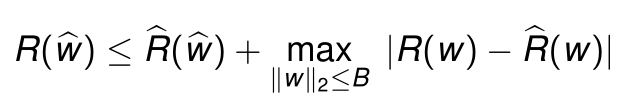 R(ŵ) ≤ R̂(ŵ) + max_{‖w‖₂≤B} |R(w) − R̂(w)|